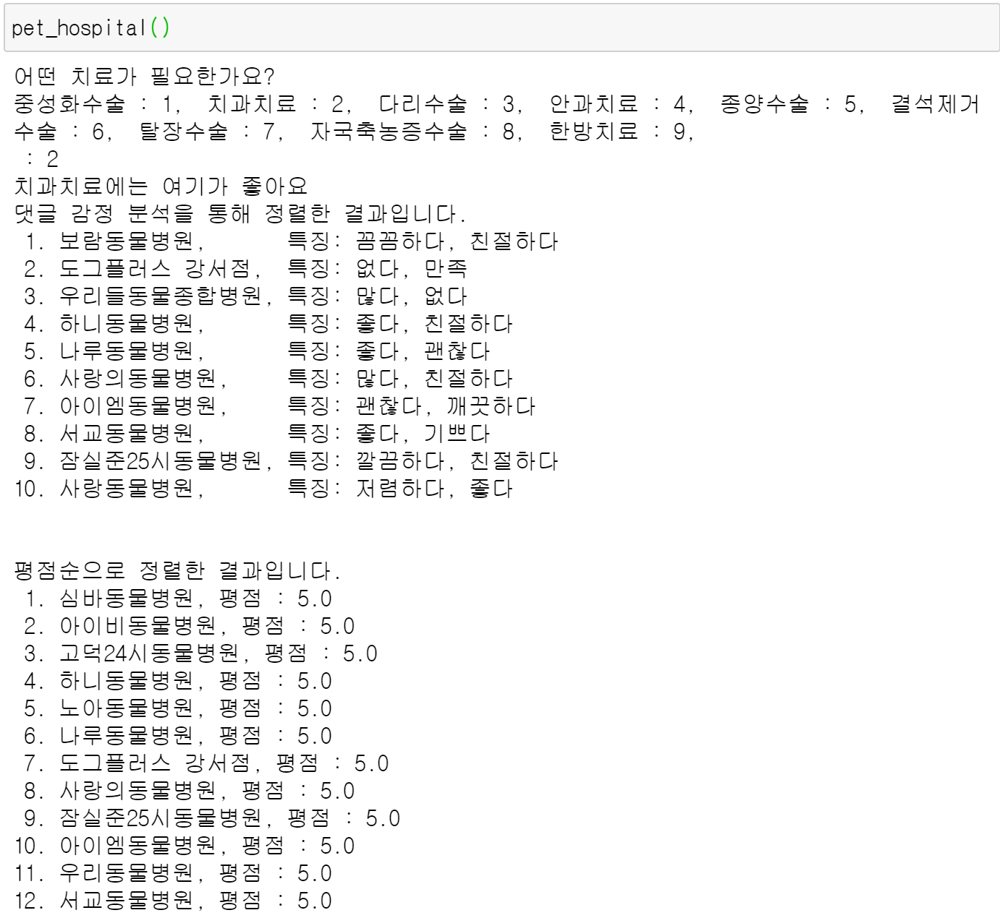 pet_hospital()
어떤 치료가 필요한가요?
중성화수술 : 1,  치과치료 : 2,  다리수술 : 3,  안과치료 : 4,  종양수술 : 5,  결석제거
수술 : 6,  탈장수술 : 7,  자국축농증수술 : 8,  한방치료 : 9,
 : 2
치과치료에는 여기가 좋아요
댓글 감정 분석을 통해 정렬한 결과입니다.
 1. 보람동물병원,       특징: 꼼꼼하다, 친절하다
 2. 도그플러스 강서점,  특징: 없다, 만족
 3. 우리들동물종합병원, 특징: 많다, 없다
 4. 하니동물병원,       특징: 좋다, 친절하다
 5. 나루동물병원,       특징: 좋다, 괜찮다
 6. 사랑의동물병원,     특징: 많다, 친절하다
 7. 아이엠동물병원,     특징: 괜찮다, 깨끗하다
 8. 서교동물병원,       특징: 좋다, 기쁘다
 9. 잠실준25시동물병원, 특징: 깔끔하다, 친절하다
10. 사랑동물병원,       특징: 저렴하다, 좋다
평점순으로 정렬한 결과입니다.
 1. 심바동물병원, 평점 : 5.0
 2. 아이비동물병원, 평점 : 5.0
 3. 고덕24시동물병원, 평점 : 5.0
 4. 하니동물병원, 평점 : 5.0
 5. 노아동물병원, 평점 : 5.0
 6. 나루동물병원, 평점 : 5.0
 7. 도그플러스 강서점, 평점 : 5.0
 8. 사랑의동물병원, 평점 : 5.0
 9. 잠실준25시동물병원, 평점 : 5.0
10. 아이엠동물병원, 평점 : 5.0
11. 우리동물병원, 평점 : 5.0
12. 서교동물병원, 평점 : 5.0